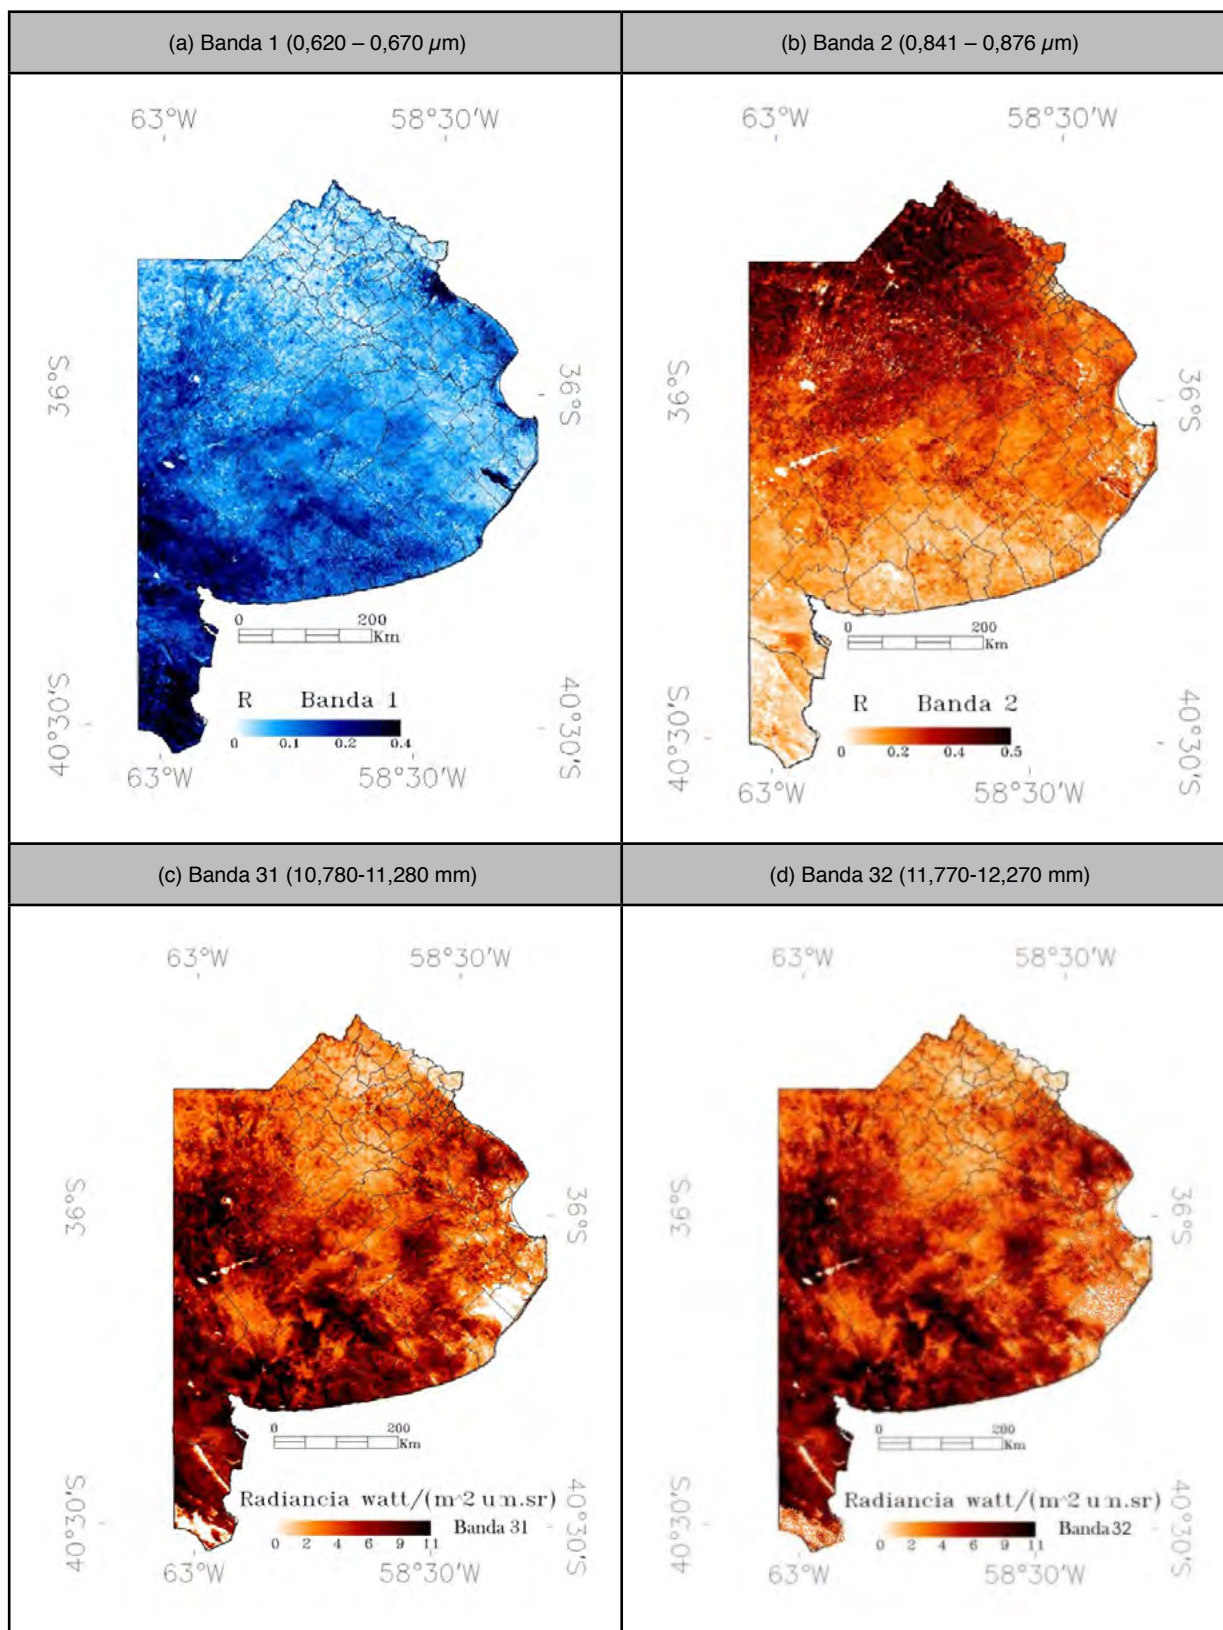 (a) Banda 1 (0,620 – 0,670 µm)
(b) Banda 2 (0,841 – 0,876 µm)
63°W 58°30'W
36°S 36°S
0 200
Km
R Banda 1
0 0.1 0.2 0.4
40°30'S 40°30'S
63°W 58°30'W
63°W 58°30'W
36°S 36°S
0 200
Km
R Banda 2
0 0.2 0.4 0.5
40°30'S 40°30'S
63°W 58°30'W
(c) Banda 31 (10,780-11,280 mm)
(d) Banda 32 (11,770-12,270 mm)
63°W 58°30'W
36°S 36°S
0 200
Km
Radiancia watt/(m^2 um.sr)
Banda 31
0 2 4 6 9 11
40°30'S 40°30'S
63°W 58°30'W
63°W 58°30'W
36°S 36°S
0 200
Km
Radiancia watt/(m^2 um.sr)
Banda 32
0 2 4 6 9 11
40°30'S 40°30'S
63°W 58°30'W